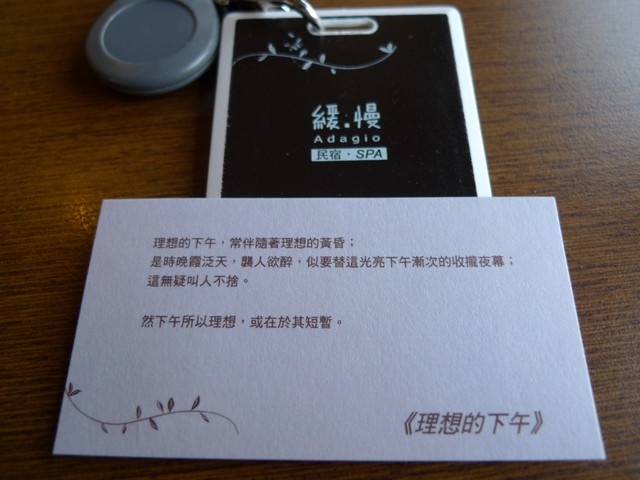 緩.慢
Adagio
民宿・SPA
理想的下午，常伴隨著理想的黃昏；
是時晚霞泛天，襲人欲醉，似要替這光亮下午漸次的收攏夜幕；
這無疑叫人不捨。
然下午所以理想，或在於其短暫。
《理想的下午》